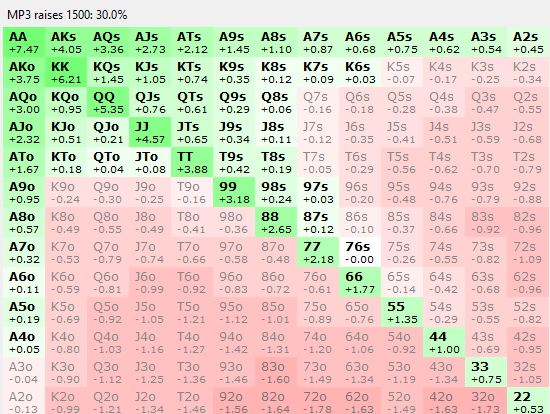 MP3 raises 1500: 30.0%
AA AKs AQs AJs ATs A9s A8s A7s A6s A5s A4s A3s A2s
+7.47 +4.05 +3.36 +2.73 +2.12 +1.45 +1.10 +0.87 +0.68 +0.75 +0.62 +0.54 +0.45
AKo KK KQs KJs KTs K9s K8s K7s K6s K5s K4s K3s K2s
+3.75 +6.21 +1.45 +1.05 +0.74 +0.35 +0.12 +0.09 +0.03 -0.07 -0.17 -0.25 -0.34
AQo KQo QQ QJs QTs Q9s Q8s Q7s Q6s Q5s Q4s Q3s Q2s
+3.00 +0.95 +5.35 +0.76 +0.61 +0.29 +0.06 -0.16 -0.18 -0.28 -0.38 -0.47 -0.55
AJo KJo QJo JJ JTs J9s J8s J7s J6s J5s J4s J3s J2s
+2.32 +0.51 +0.21 +4.57 +0.65 +0.34 +0.11 -0.12 -0.35 -0.41 -0.51 -0.59 -0.68
ATo KTo QTo JTo TT T9s T8s T7s T6s T5s T4s T3s T2s
+1.67 +0.18 +0.04 +0.08 +3.88 +0.42 +0.19 -0.05 -0.29 -0.56 -0.62 -0.70 -0.79
A9o K9o Q9o J9o T9o 99 98s 97s 96s 95s 94s 93s 92s
+0.95 -0.24 -0.30 -0.25 -0.16 +3.18 +0.24 +0.03 -0.20 -0.48 -0.76 -0.79 -0.88
A8o K8o Q8o J8o T8o 98o 88 87s 86s 85s 84s 83s 82s
+0.57 -0.49 -0.55 -0.49 -0.41 -0.36 +2.65 +0.12 -0.10 -0.37 -0.66 -0.92 -0.96
A7o K7o Q7o J7o T7o 97o 87o 77 76s 75s 74s 73s 72s
+0.32 -0.53 -0.79 -0.74 -0.66 -0.58 -0.48 +2.18 -0.00 -0.26 -0.55 -0.82 -1.09
A6o K6o Q6o J6o T6o 96o 86o 76o 66 65s 64s 63s 62s
+0.11 -0.59 -0.81 -0.99 -0.92 -0.83 -0.72 -0.61 +1.77 -0.14 -0.42 -0.68 -0.96
A5o K5o Q5o J5o T5o 95o 85o 75o 65o 55 54s 53s 52s
+0.19 -0.69 -0.92 -1.05 -1.21 -1.12 -1.01 -0.89 -0.76 +1.35 -0.29 -0.55 -0.82
A4o K4o Q4o J4o T4o 94o 84o 74o 64o 54o 44 43s 42s
+0.05 -0.80 -1.03 -1.16 -1.27 -1.42 -1.31 -1.20 -1.06 -0.92 +1.00 -0.69 -0.95
A3o K3o Q3o J3o T3o 93o 83o 73o 63o 53o 43o 33 32s
-0.04 -0.90 -1.12 -1.25 -1.36 -1.46 -1.60 -1.49 -1.34 -1.19 -1.34 +0.75 -1.05
A2o K2o Q2o J2o T2o 92o 82o 72o 62o 52o 42o 32o 22
-0.99 -1.21 -1.34 -1.46 -1.56 -1.64 -1.78 -1.63 -1.49 -1.63 -1.73 +0.53